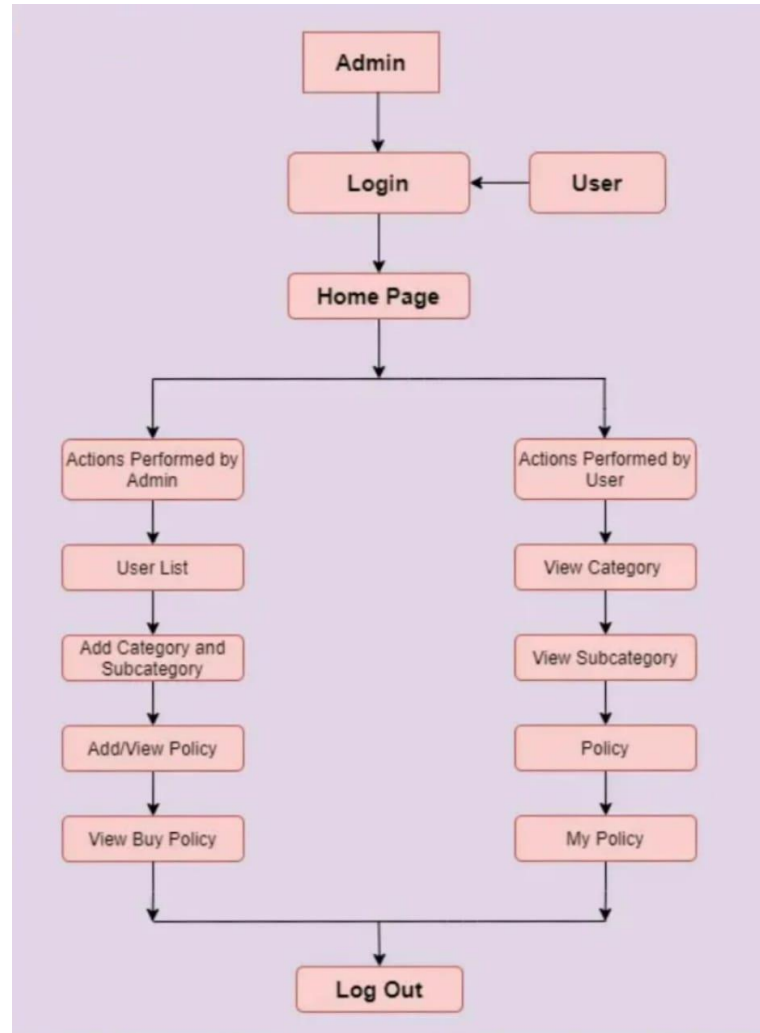 Admin
Login
User
Home Page
Actions Performed by
Admin
User List
Add Category and
Subcategory
Add/View Policy
View Buy Policy
Actions Performed by
User
View Category
View Subcategory
Policy
My Policy
Log Out